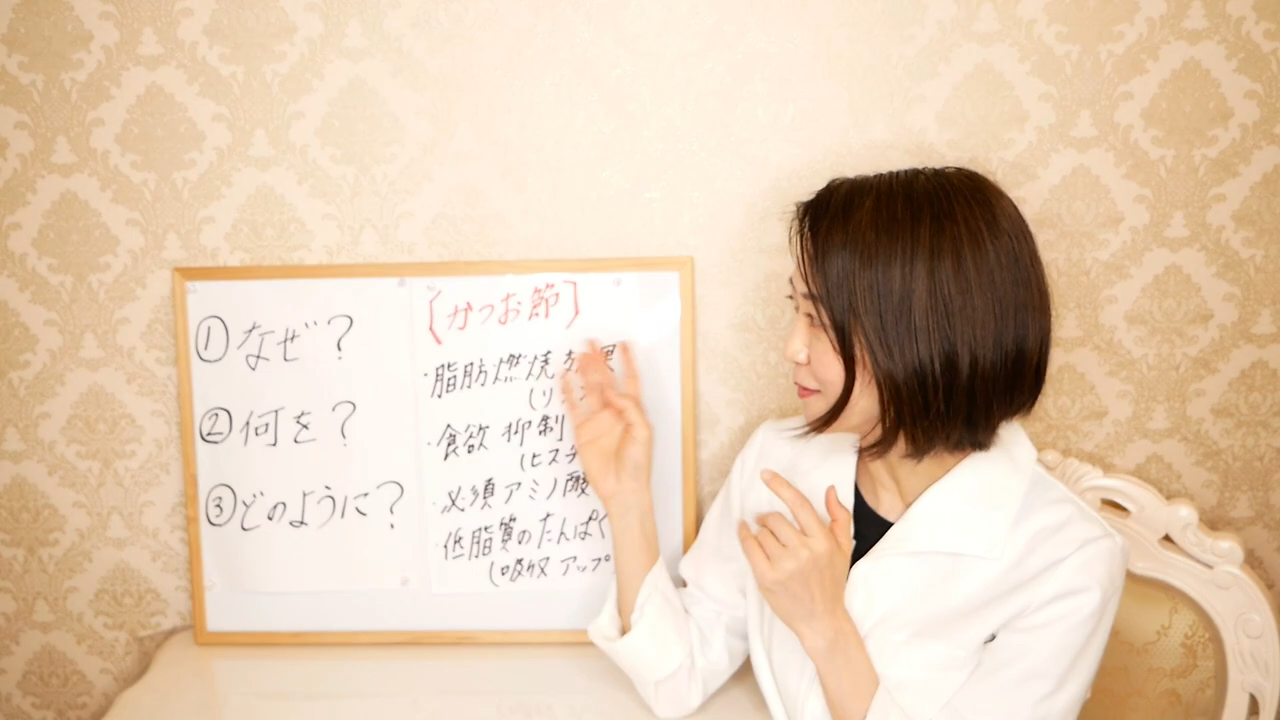 ①なぜ?
②何を?
③どのように?
[かつお節]
・脂肪燃焼効果
(リ
・食欲抑制
(ヒスチ
・必須アミノ酸
・低脂質のたんぱく
(吸収アップ